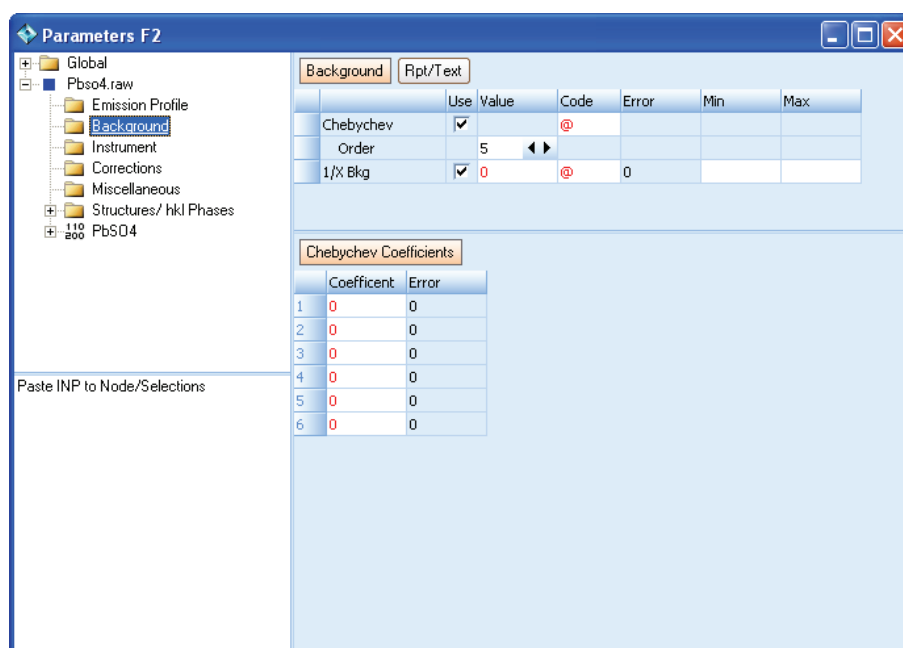 Parameters F2
Global
Pbso4.raw
Emission Profile
Background
Instrument
Corrections
Miscellaneous
Structures/ hkl Phases
110
200 PbSO4
Paste INP to Node/Selections
Background Rpt/Text
Use Value Code Error Min Max
Chebychev @
Order 5
1/X Bkg 0 @ 0
Chebychev Coefficients
Coefficent Error
1 0 0
2 0 0
3 0 0
4 0 0
5 0 0
6 0 0